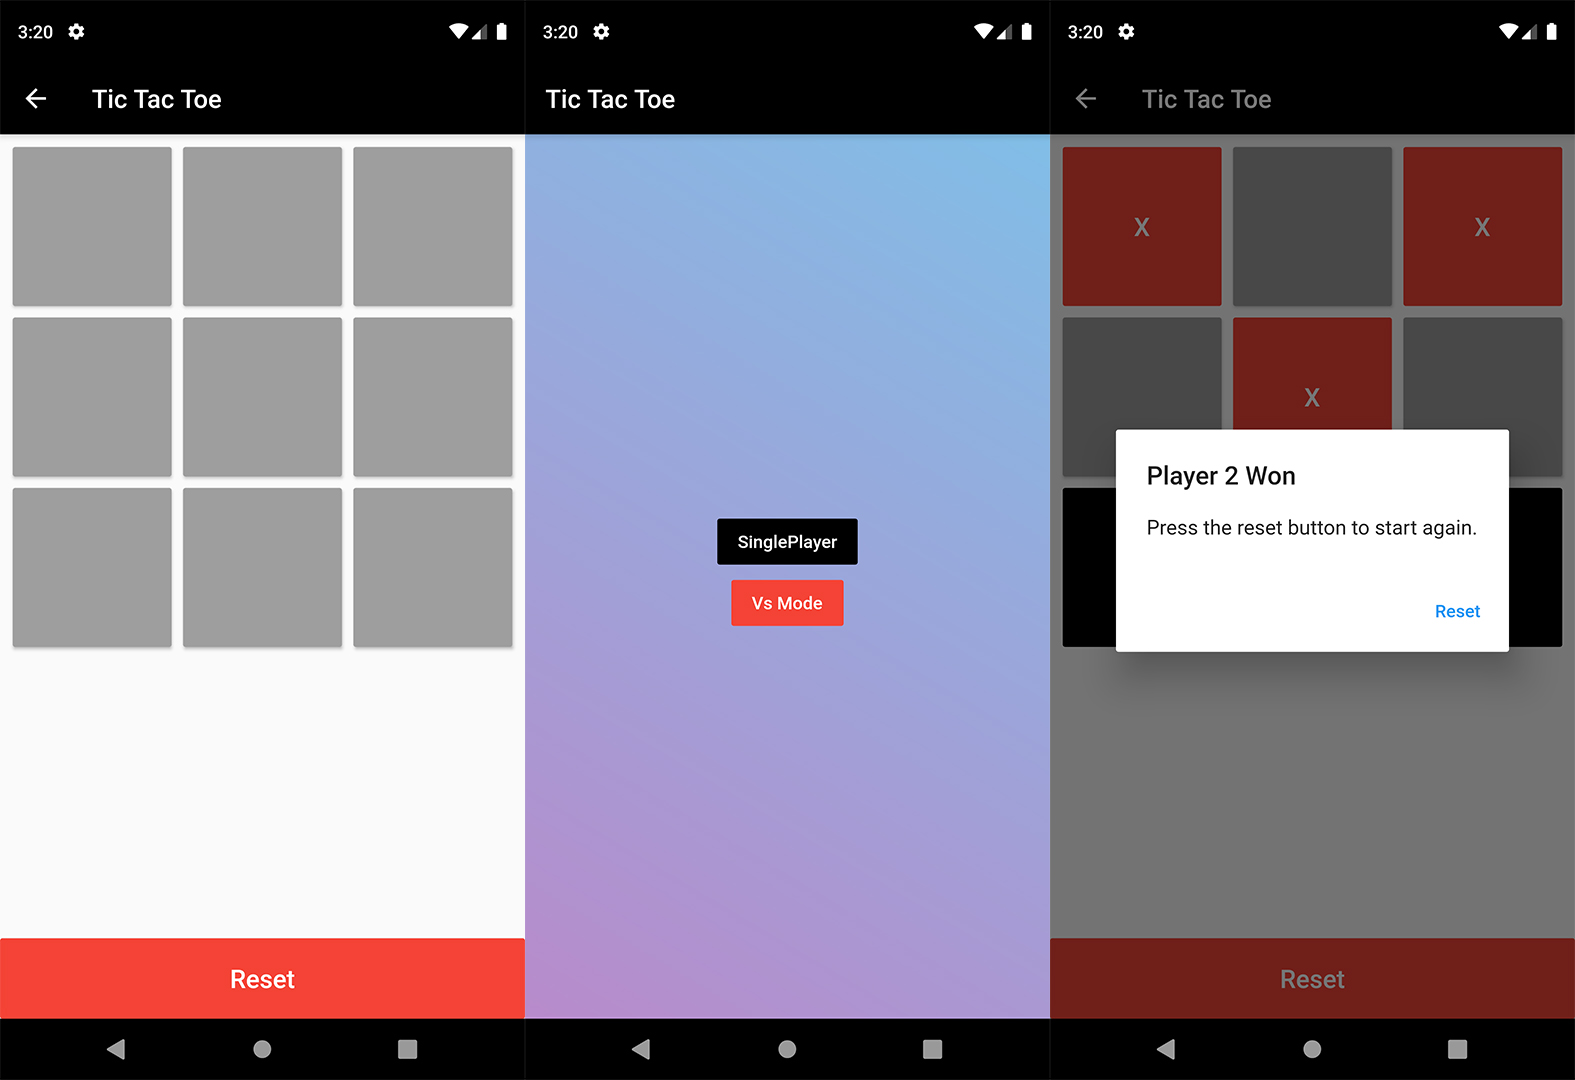 3:20
Tic Tac Toe
Reset
3:20
Tic Tac Toe
SinglePlayer
Vs Mode
3:20
Tic Tac Toe
X
X
X
Player 2 Won
Press the reset button to start again.
Reset
Reset